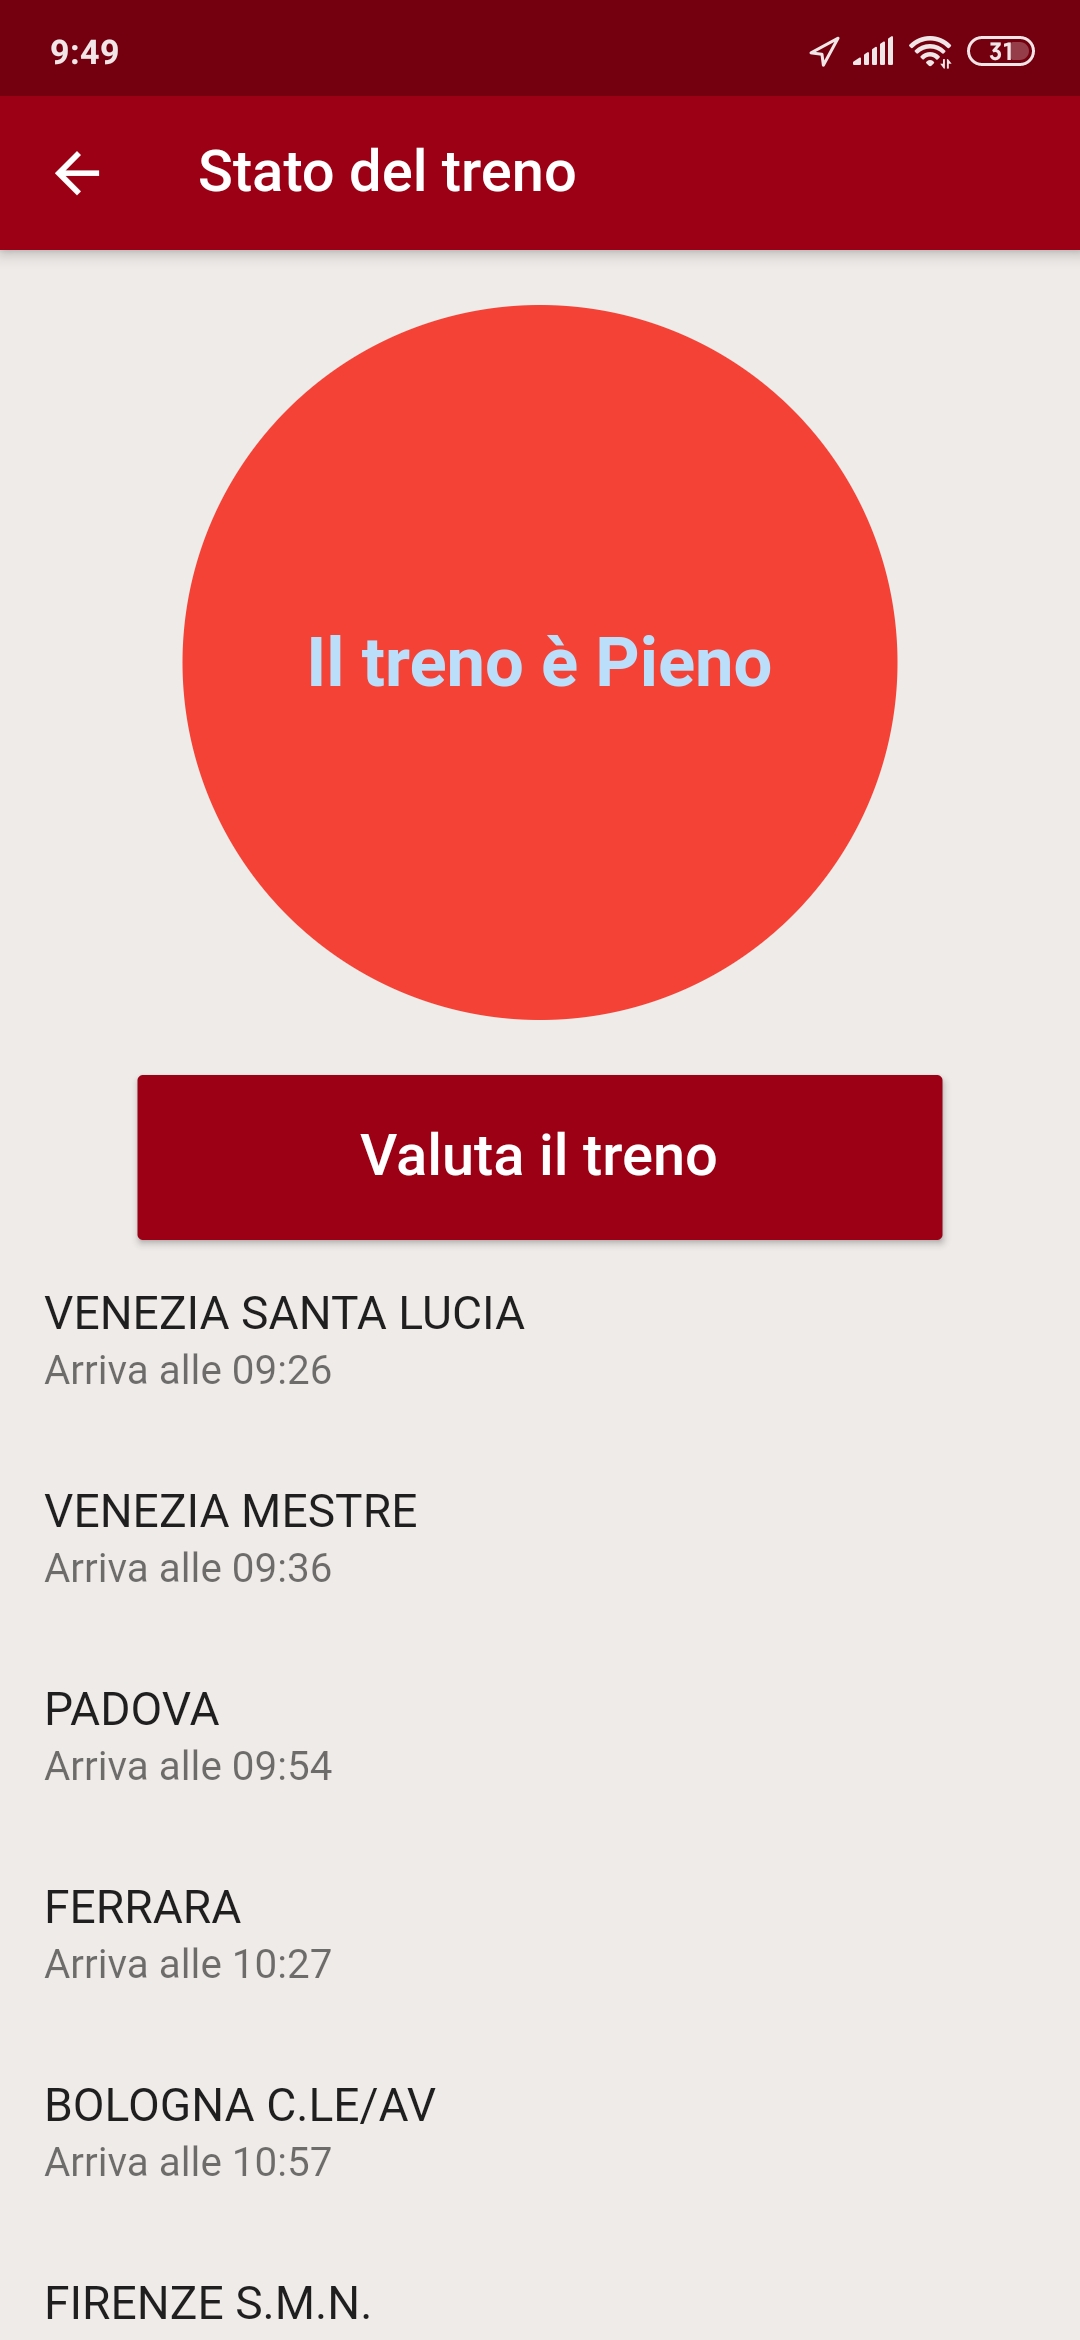 9:49
31
Stato del treno
Il treno è Pieno
Valuta il treno
VENEZIA SANTA LUCIA
Arriva alle 09:26
VENEZIA MESTRE
Arriva alle 09:36
PADOVA
Arriva alle 09:54
FERRARA
Arriva alle 10:27
BOLOGNA C.LE/AV
Arriva alle 10:57
FIRENZE S.M.N.